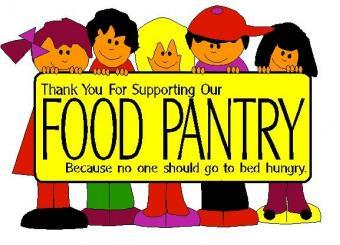 Thank You For Supporting Our
FOOD PANTRY
Because no one should go to bed hungry.